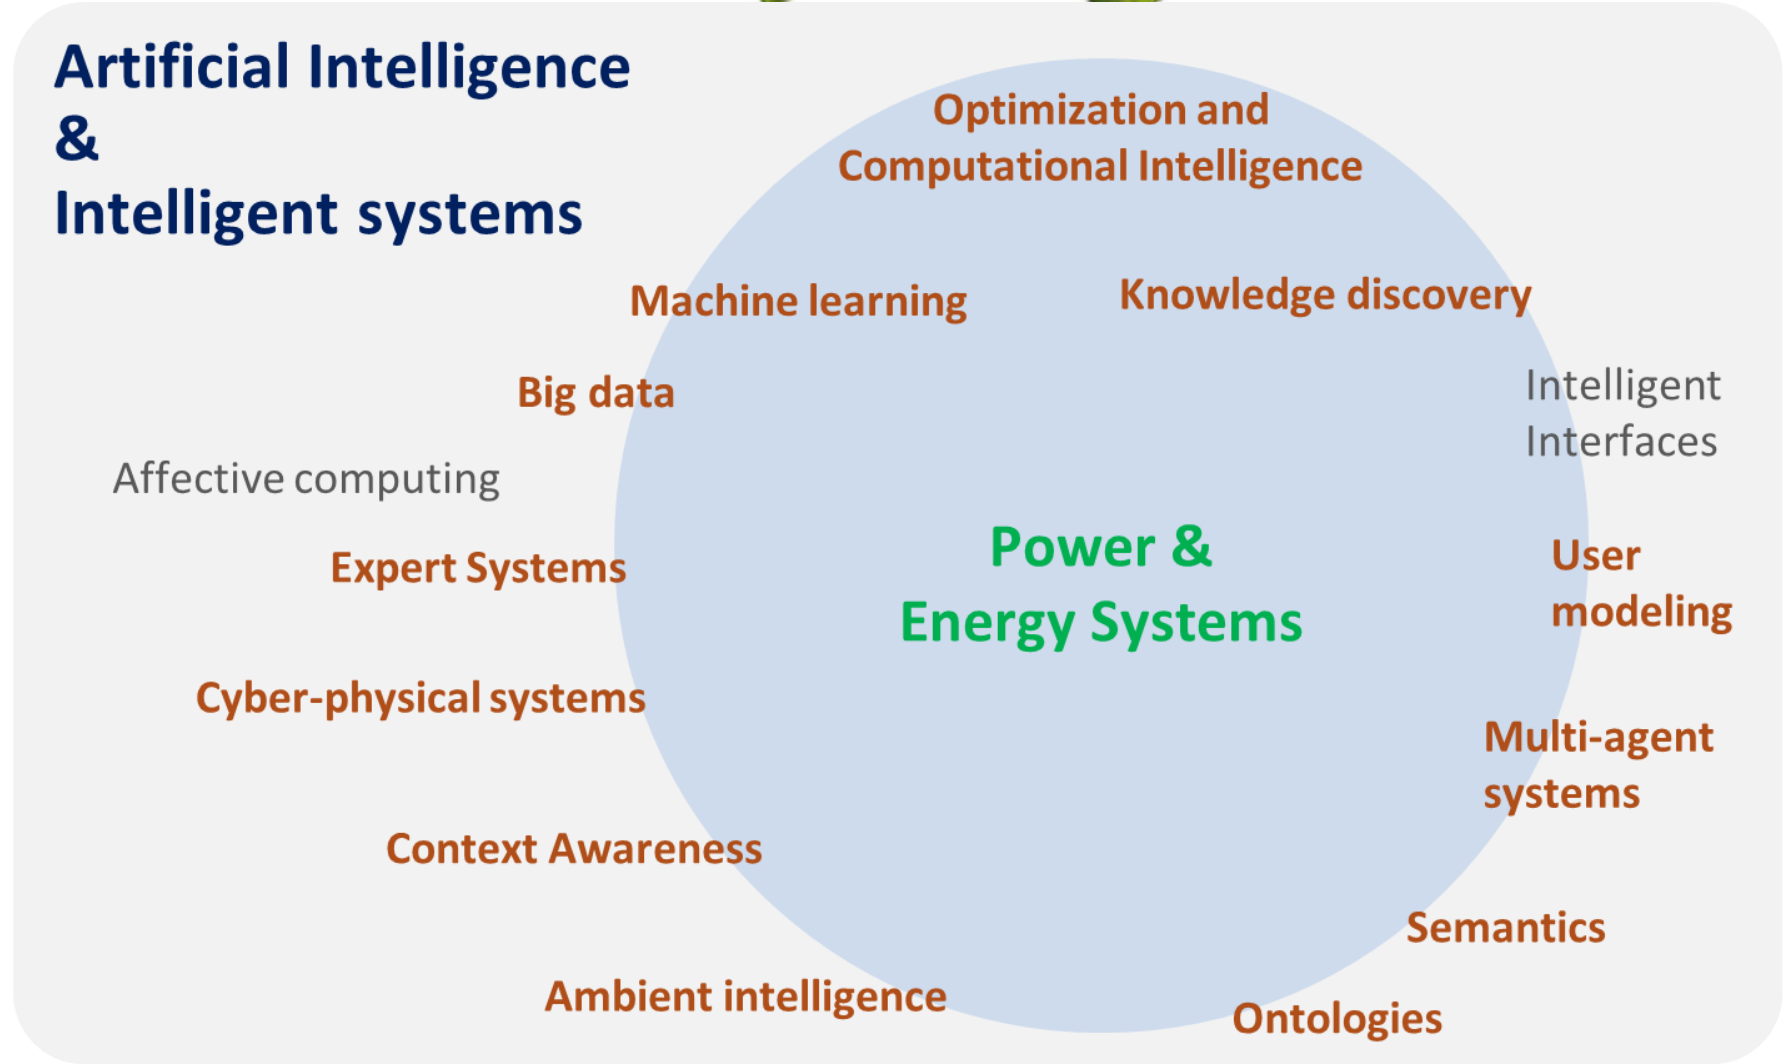 Artificial Intelligence
&
Intelligent systems
Optimization and
Computational Intelligence
Machine learning
Knowledge discovery
Big data
Intelligent
Interfaces
Affective computing
Expert Systems
Power &
Energy Systems
User
modeling
Cyber-physical systems
Multi-agent
systems
Context Awareness
Semantics
Ambient intelligence
Ontologies